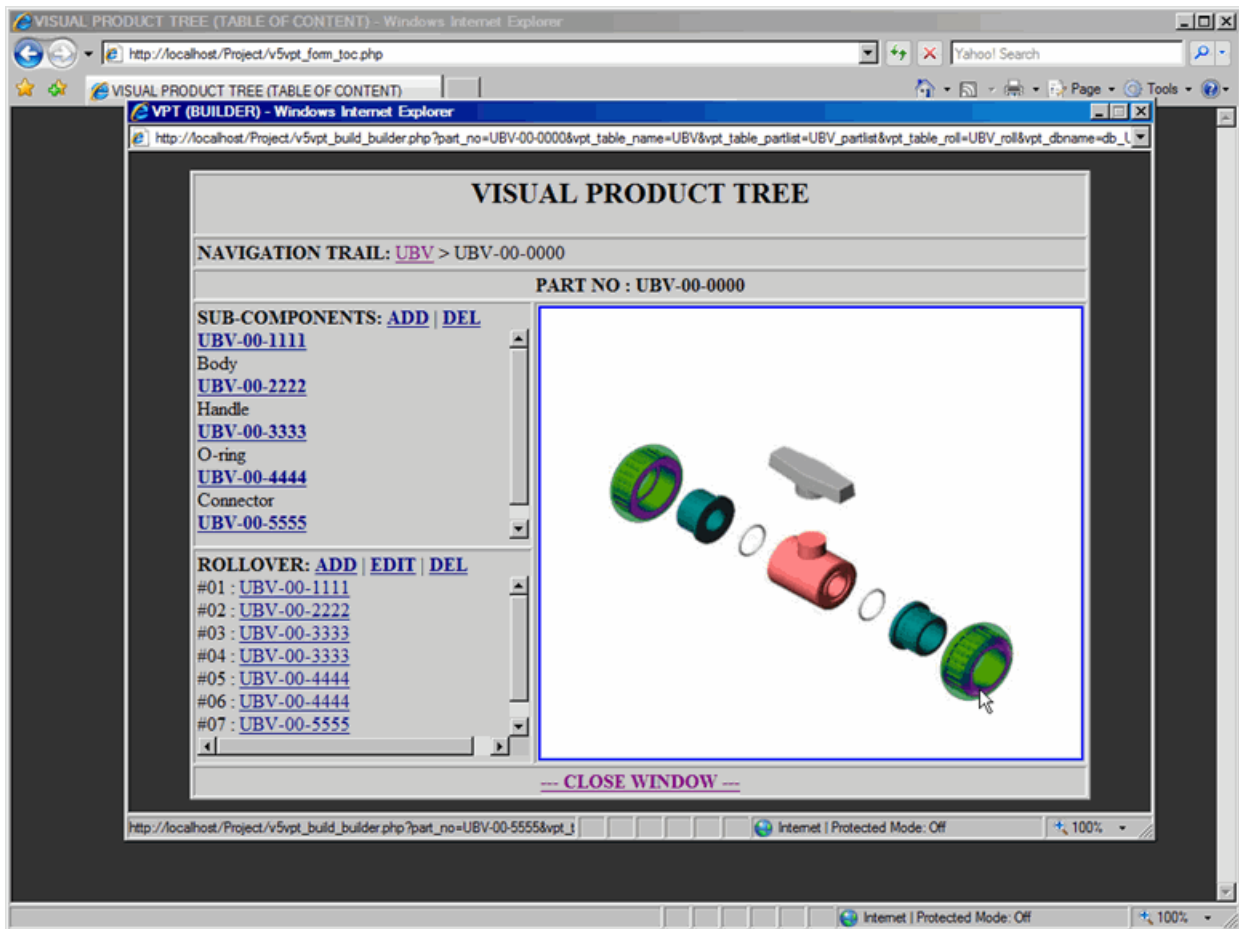 VISUAL PRODUCT TREE (TABLE OF CONTENT) - Windows Internet Explorer
http://localhost/Project/v5vpt_form_toc.php
Yahoo! Search
VISUAL PRODUCT TREE (TABLE OF CONTENT)
Page
Tools
VPT (BUILDER) - Windows Internet Explorer
http://localhost/Project/v5vpt_build_builder.php?part_no=UBV-00-0000&vpt_table_name=UBV&vpt_table_partlist=UBV_partlist&vpt_table_roll=UBV_roll&vpt_dbname=db_U
VISUAL PRODUCT TREE
NAVIGATION TRAIL: UBV > UBV-00-0000
PART NO : UBV-00-0000
SUB-COMPONENTS: ADD | DEL
UBV-00-1111
Body
UBV-00-2222
Handle
UBV-00-3333
O-ring
UBV-00-4444
Connector
UBV-00-5555
ROLLOVER: ADD | EDIT | DEL
#01 : UBV-00-1111
#02 : UBV-00-2222
#03 : UBV-00-3333
#04 : UBV-00-3333
#05 : UBV-00-4444
#06 : UBV-00-4444
#07 : UBV-00-5555
--- CLOSE WINDOW ---
http://localhost/Project/v5vpt_build_builder.php?part_no=UBV-00-5555&vpt_t
Internet | Protected Mode: Off
100%
Internet | Protected Mode: Off
100%